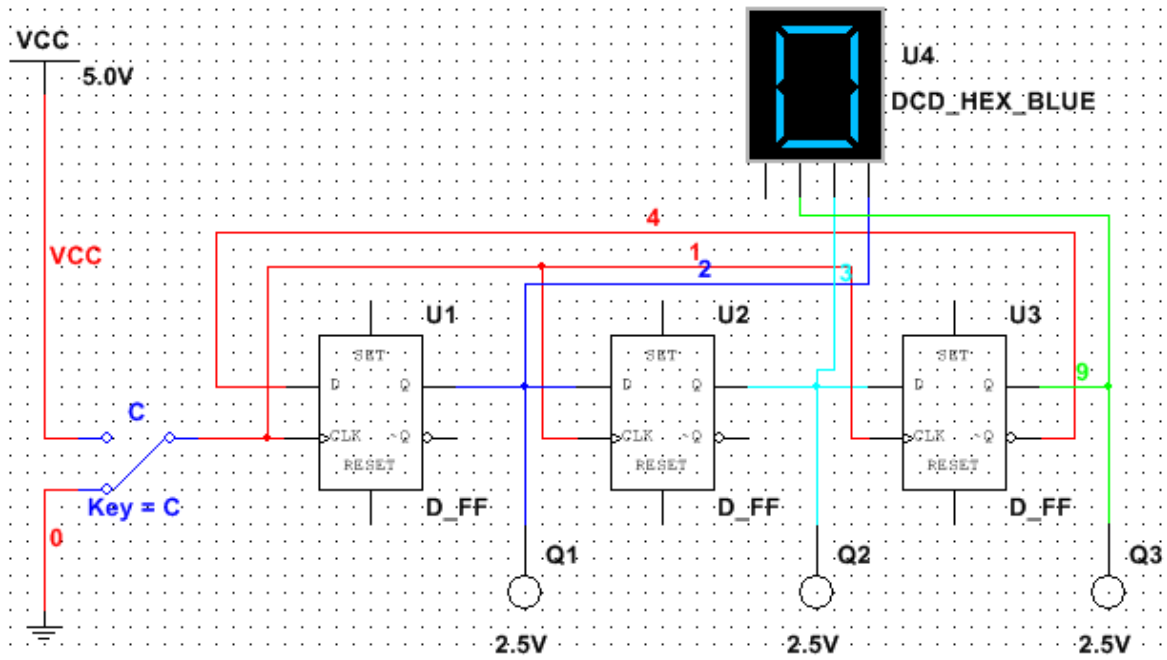 VCC
5.0V
U4
DCD_HEX_BLUE
0
4
VCC
1
2
3
U1
U2
U3
SET
SET
SET
D Q
D Q
D Q
9
C
CLK ~Q
CLK ~Q
CLK ~Q
RESET
RESET
RESET
Key = C
D_FF
D_FF
D_FF
0
Q1
Q2
Q3
2.5V
2.5V
2.5V